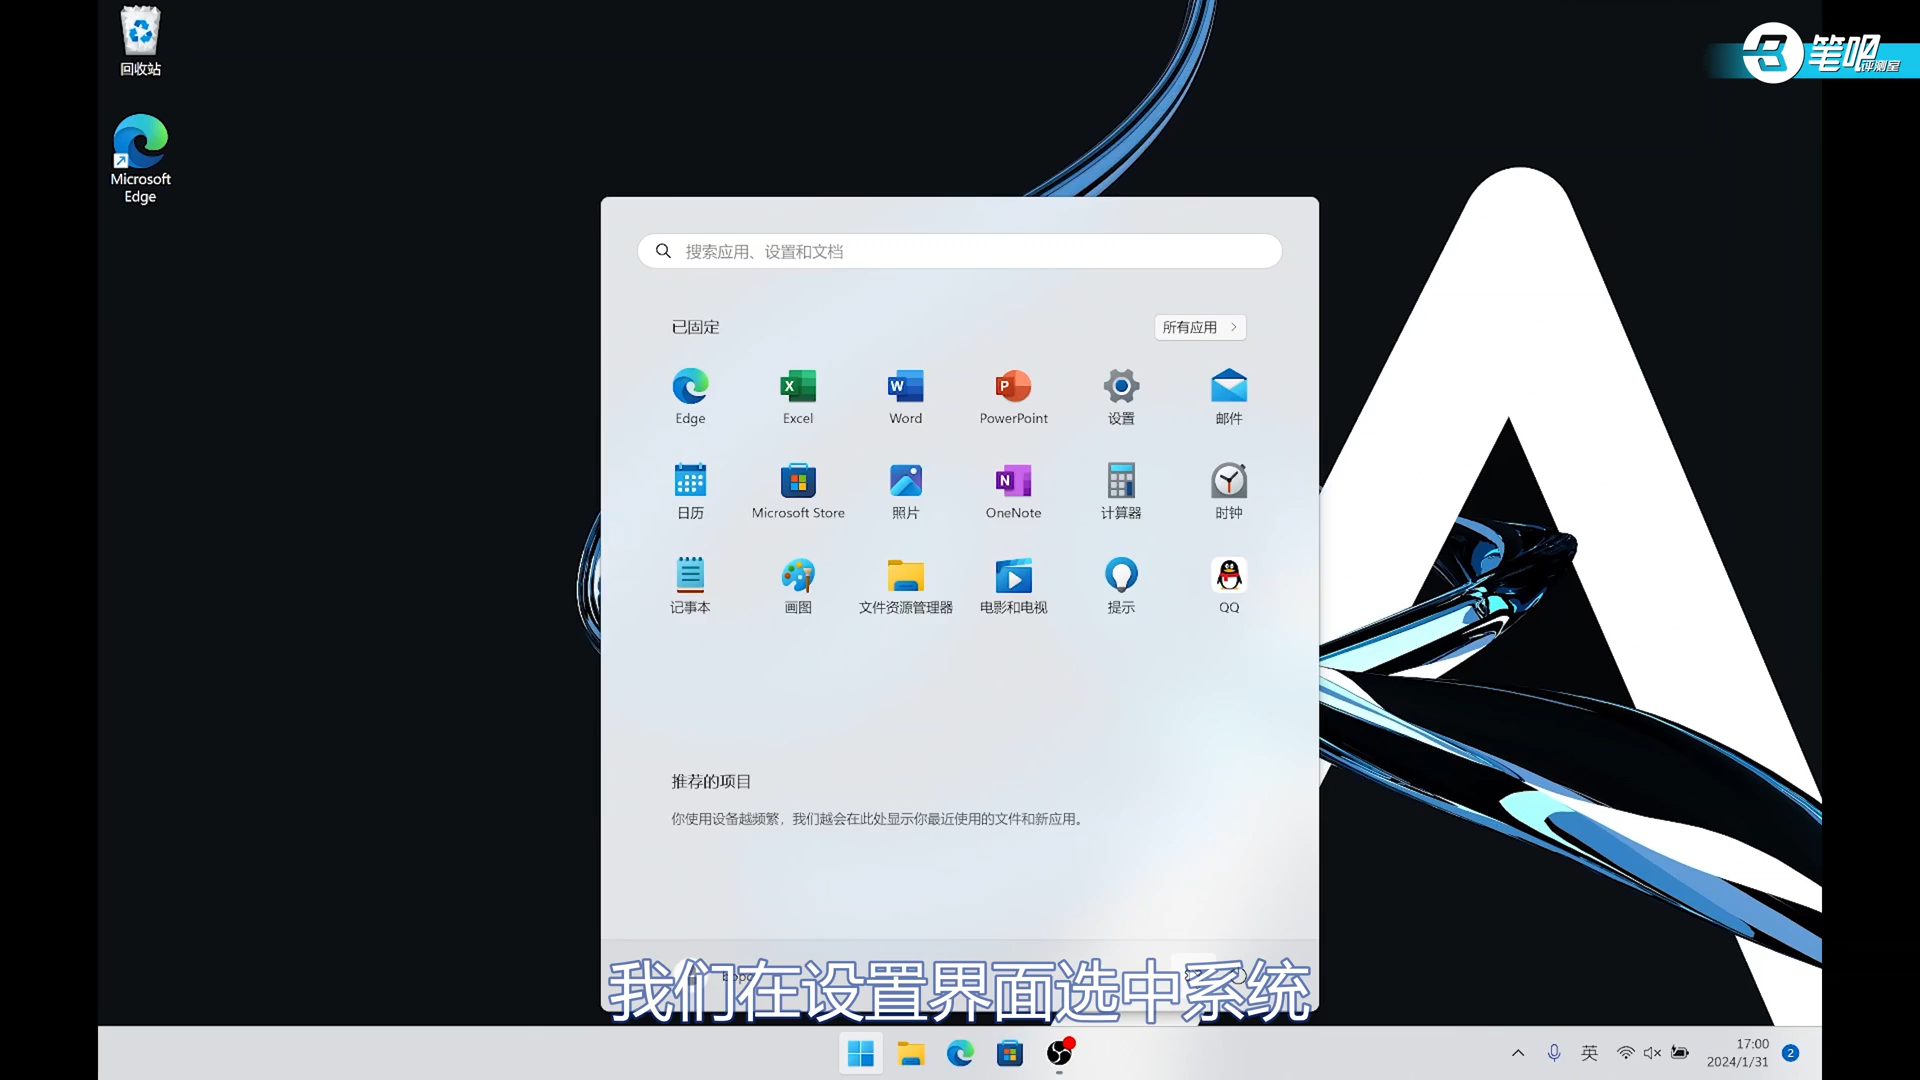 回收站
Microsoft
Edge
笔吧评测室
搜索应用、设置和文档
已固定
所有应用
Edge
Excel
Word
PowerPoint
设置
邮件
日历
Microsoft Store
照片
OneNote
计算器
时钟
记事本
画图
文件资源管理器
电影和电视
提示
QQ
推荐的项目
你使用设备越频繁，我们越会在此处显示你最近使用的文件和新应用。
我们在设置界面选中系统
英
17:00
2024/1/31
2